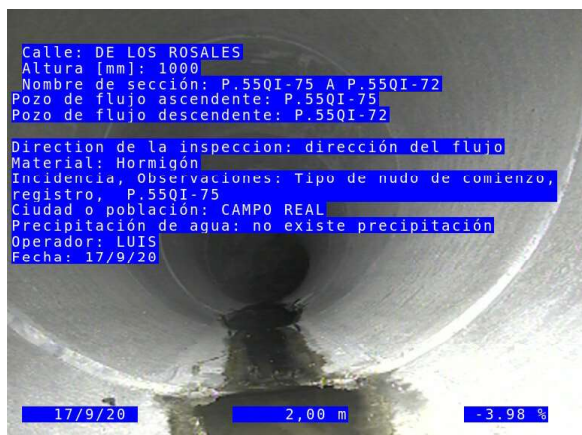 Calle: DE LOS ROSALES
Altura [mm]: 1000
Nombre de sección: P.55QI-75 A P.55QI-72
Pozo de flujo ascendente: P.55QI-75
Pozo de flujo descendente: P.55QI-72
Direction de la inspeccion: dirección del flujo
Material: Hormigón
Incidencia, Observaciones: Tipo de nudo de comienzo,
registro, P.55QI-75
Ciudad o población: CAMPO REAL
Precipitación de agua: no existe precipitación
Operador: LUIS
Fecha: 17/9/20
17/9/20 2,00 m -3.98 %